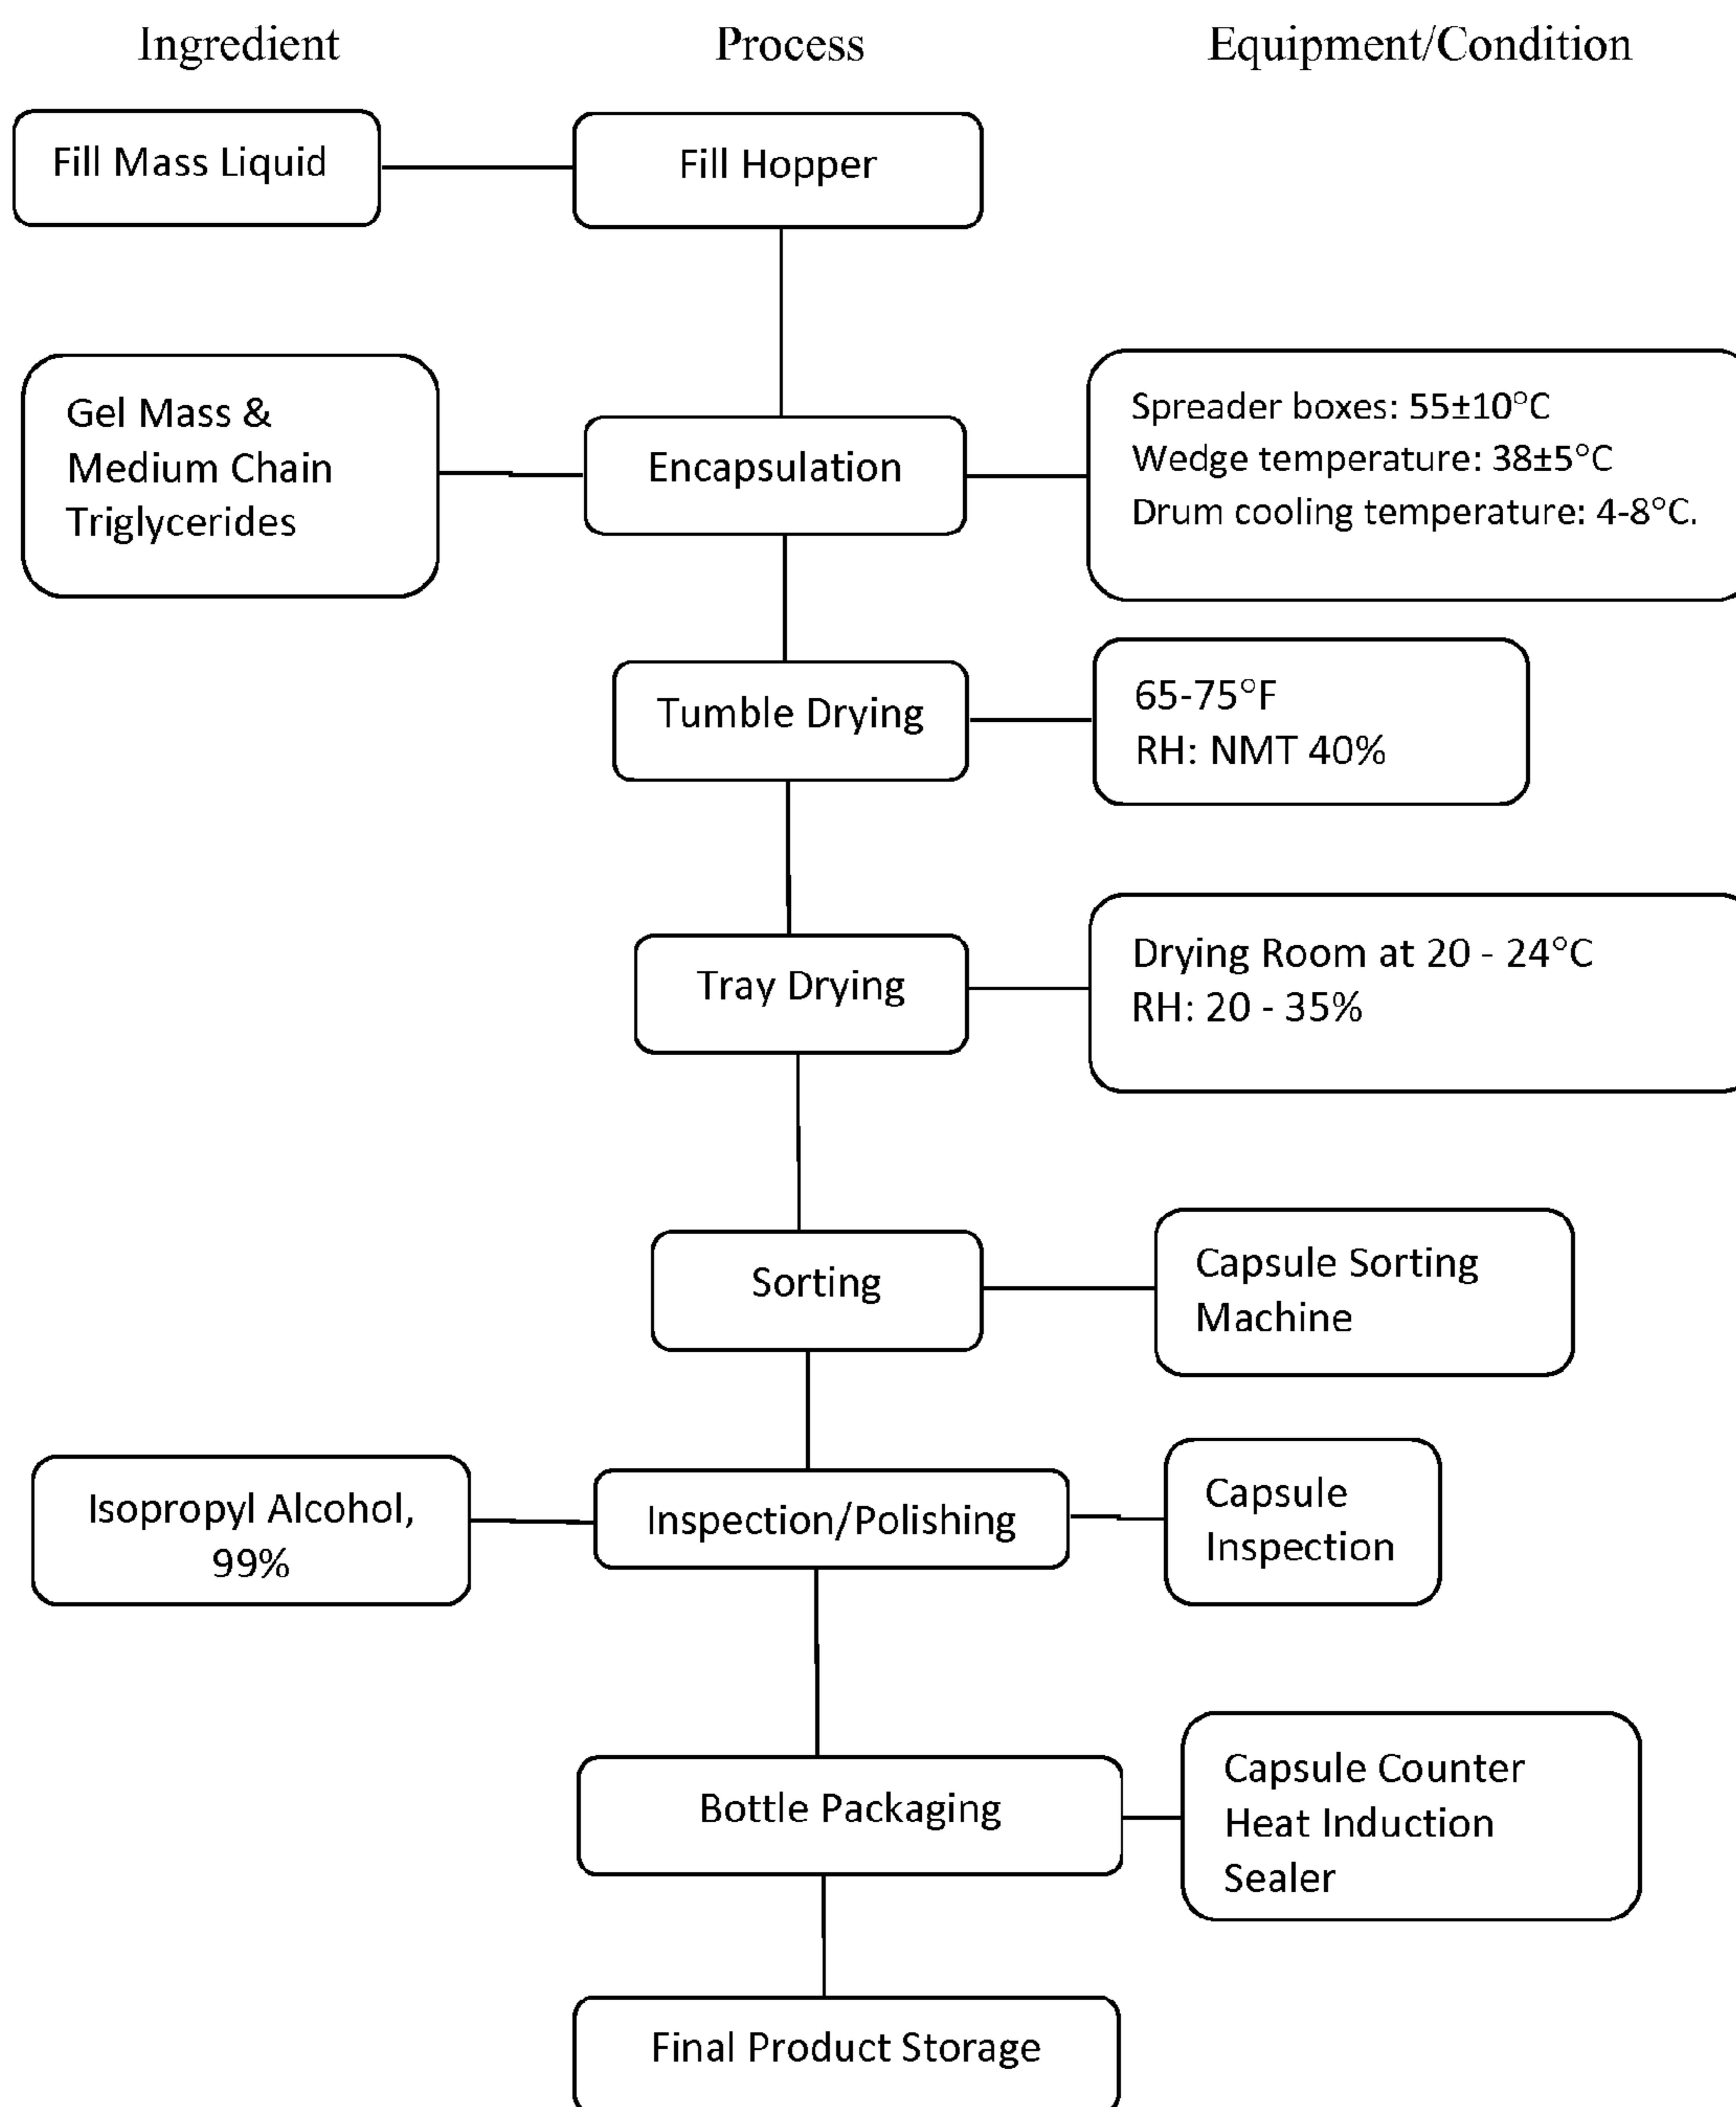 Ingredient
Process
Equipment/Condition
Fill Mass Liquid
Fill Hopper
Gel Mass &
Medium Chain
Triglycerides
Encapsulation
Spreader boxes: 55±10°C
Wedge temperature: 38±5°C
Drum cooling temperature: 4-8°C.
Tumble Drying
65-75°F
RH: NMT 40%
Tray Drying
Drying Room at 20 - 24°C
RH: 20 - 35%
Sorting
Capsule Sorting
Machine
Isopropyl Alcohol,
99%
Inspection/Polishing
Capsule
Inspection
Bottle Packaging
Capsule Counter
Heat Induction
Sealer
Final Product Storage